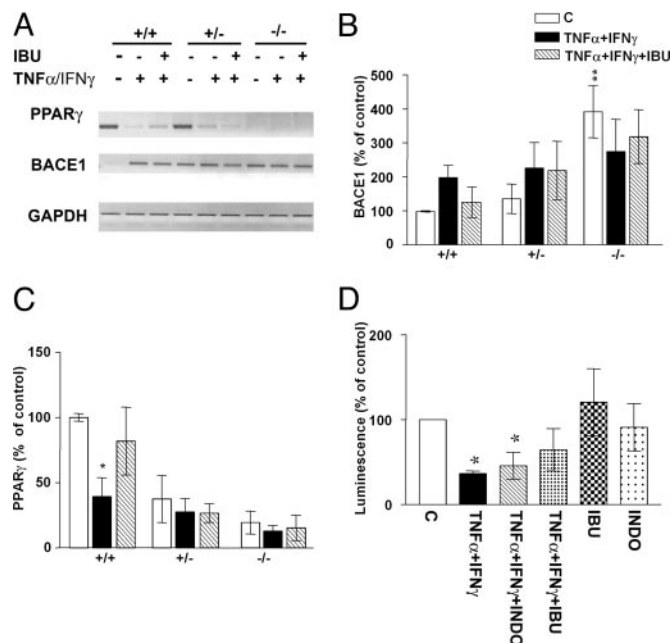 A
+/+ +/- -/-
IBU - - + - - + - - +
TNFα/IFNγ - + + - + + - + +
PPARγ
BACE1
GAPDH
B
C
TNFα+IFNγ
TNFα+IFNγ+IBU
BACE1 (% of control)
500
400
300
200
100
0
**
+/+ +/- -/-
C
PPARγ (% of control)
150
100
50
0
*
+/+ +/- -/-
D
Luminescence (% of control)
200
100
0
* *
C
TNFα+IFNγ
TNFα+IFNγ+INDO
TNFα+IFNγ+IBU
IBU
INDO